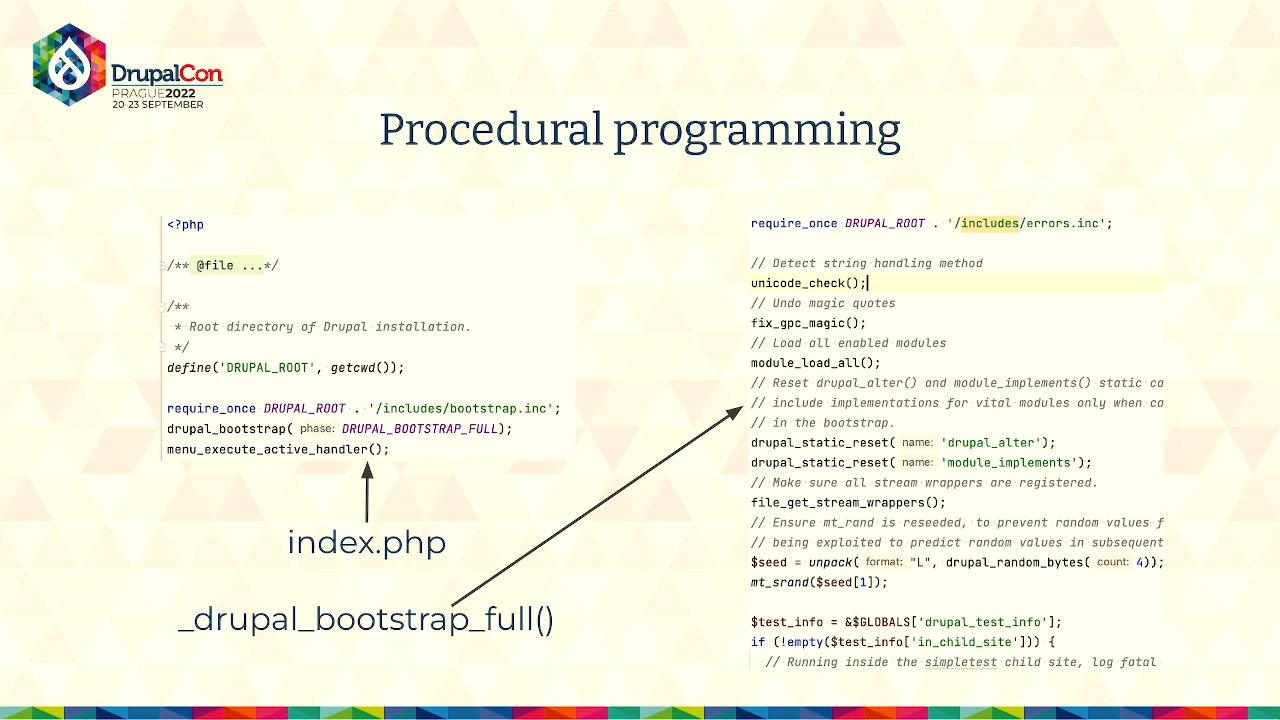 DrupalCon
PRAGUE2022
20-23 SEPTEMBER
Procedural programming
<?php
/** @file ...*/
/**
* Root directory of Drupal installation.
*/
define('DRUPAL_ROOT', getcwd());
require_once DRUPAL_ROOT . '/includes/bootstrap.inc';
drupal_bootstrap( phase: DRUPAL_BOOTSTRAP_FULL);
menu_execute_active_handler();
index.php
_drupal_bootstrap_full()
require_once DRUPAL_ROOT . '/includes/errors.inc';
// Detect string handling method
unicode_check();
// Undo magic quotes
fix_gpc_magic();
// Load all enabled modules
module_load_all();
// Reset drupal_alter() and module_implements() static ca
// include implementations for vital modules only when ca
// in the bootstrap.
drupal_static_reset( name: 'drupal_alter');
drupal_static_reset( name: 'module_implements');
// Make sure all stream wrappers are registered.
file_get_stream_wrappers();
// Ensure mt_rand is reseeded, to prevent random values f
// being exploited to predict random values in subsequent
$seed = unpack( format: "L", drupal_random_bytes( count: 4));
mt_srand($seed[1]);
$test_info = &$GLOBALS['drupal_test_info'];
if (!empty($test_info['in_child_site'])) {
// Running inside the simpletest child site, log fatal